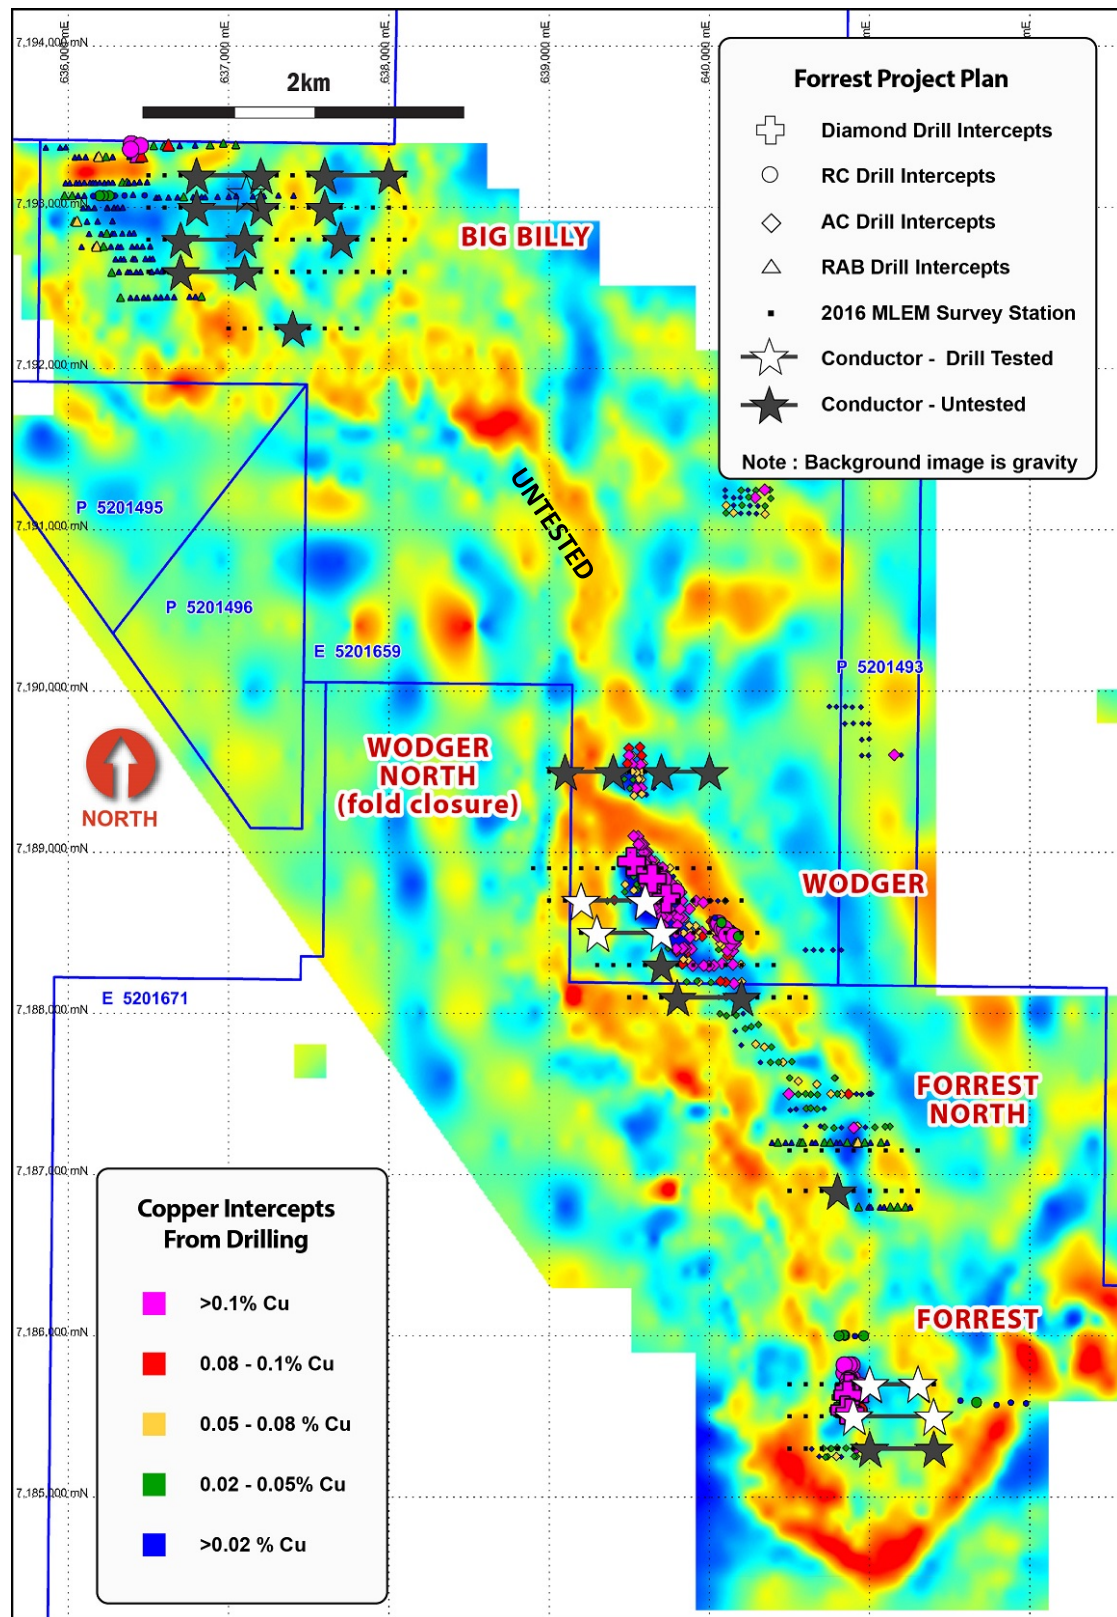 7,194,000 mN
636,000 mE
637,000 mE
638,000 mE
639,000 mE
640,000 mE
mE
mE
2km
Forrest Project Plan
Diamond Drill Intercepts
RC Drill Intercepts
AC Drill Intercepts
RAB Drill Intercepts
2016 MLEM Survey Station
Conductor - Drill Tested
Conductor - Untested
Note : Background image is gravity
7,193,000 mN
BIG BILLY
7,192,000 mN
UNTESTED
P 5201495
7,191,000 mN
P 5201496
E 5201659
P 5201493
7,190,000 mN
WODGER
NORTH
(fold closure)
NORTH
7,189,000 mN
WODGER
E 5201671
7,188,000 mN
FORREST
NORTH
7,187,000 mN
Copper Intercepts
From Drilling
>0.1% Cu
0.08 - 0.1% Cu
0.05 - 0.08 % Cu
0.02 - 0.05% Cu
>0.02 % Cu
FORREST
7,186,000 mN
7,185,000 mN